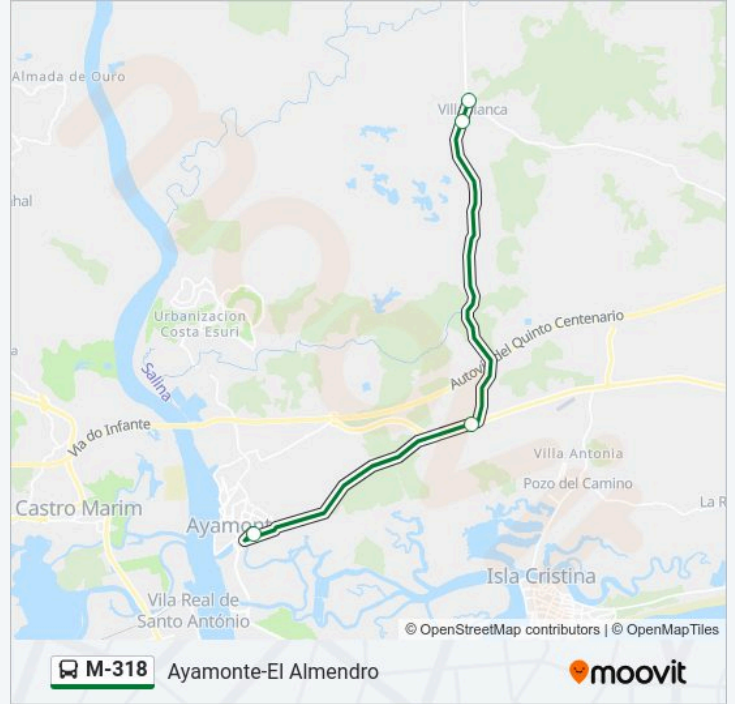 Almada de Ouro
Villablanca
hal
Urbanizacion
Costa Esuri
Autovía del Quinto Centenario
a
Salina
Via do Infante
Villa Antonia
Castro Marim
Pozo del Camino
La R
Ayamonte
Isla Cristina
Vila Real de
Santo António
© OpenStreetMap contributors | © OpenMapTiles
M-318 Ayamonte-El Almendro moovit